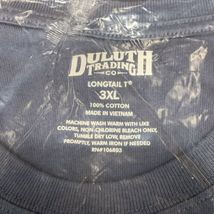 DULUTH
TRADING
CO
LONGTAIL T®
3XL
100% COTTON
MADE IN VIETNAM
MACHINE WASH WARM WITH LIKE
COLORS, NON-CHLORINE BLEACH ONLY,
TUMBLE DRY LOW, REMOVE
PROMPTLY, WARM IRON IF NEEDED
RN#106803